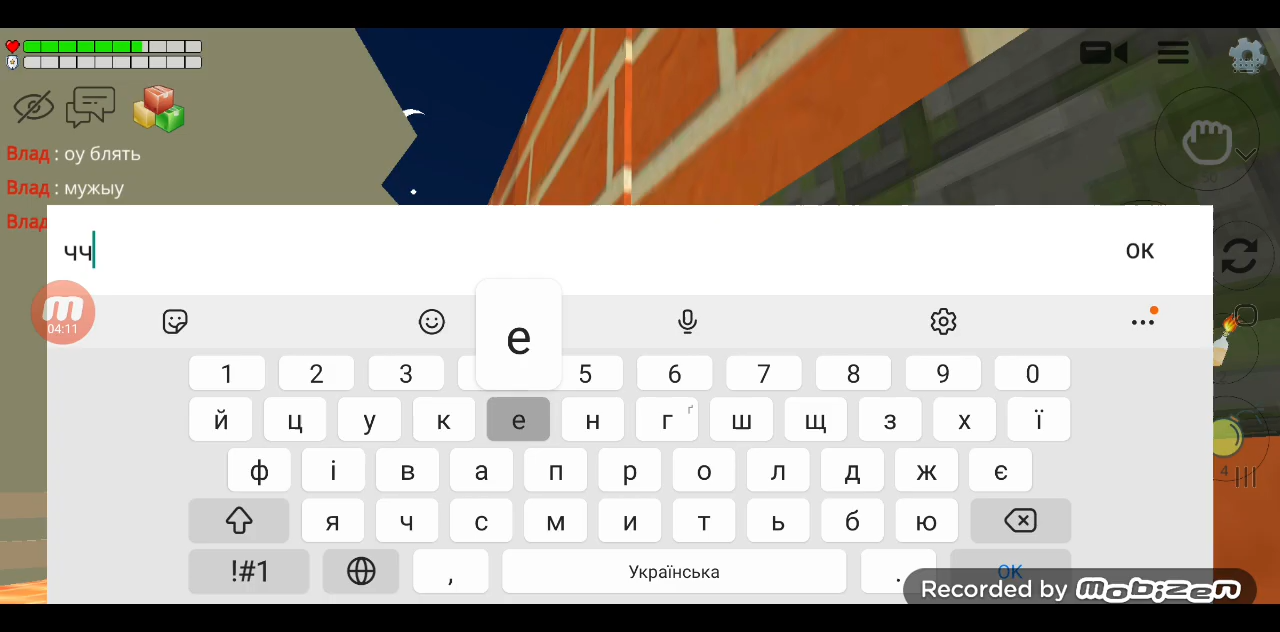 Влад : оу блять
Влад : мужыу
Влад
чч
ОК
04:11
е
1 2 3 5 6 7 8 9 0
й ц у к е н г ґ ш щ з х ї
ф і в а п р о л д ж є
я ч с м и т ь б ю
!#1 , Українська . ОК
4
Recorded by mobizen